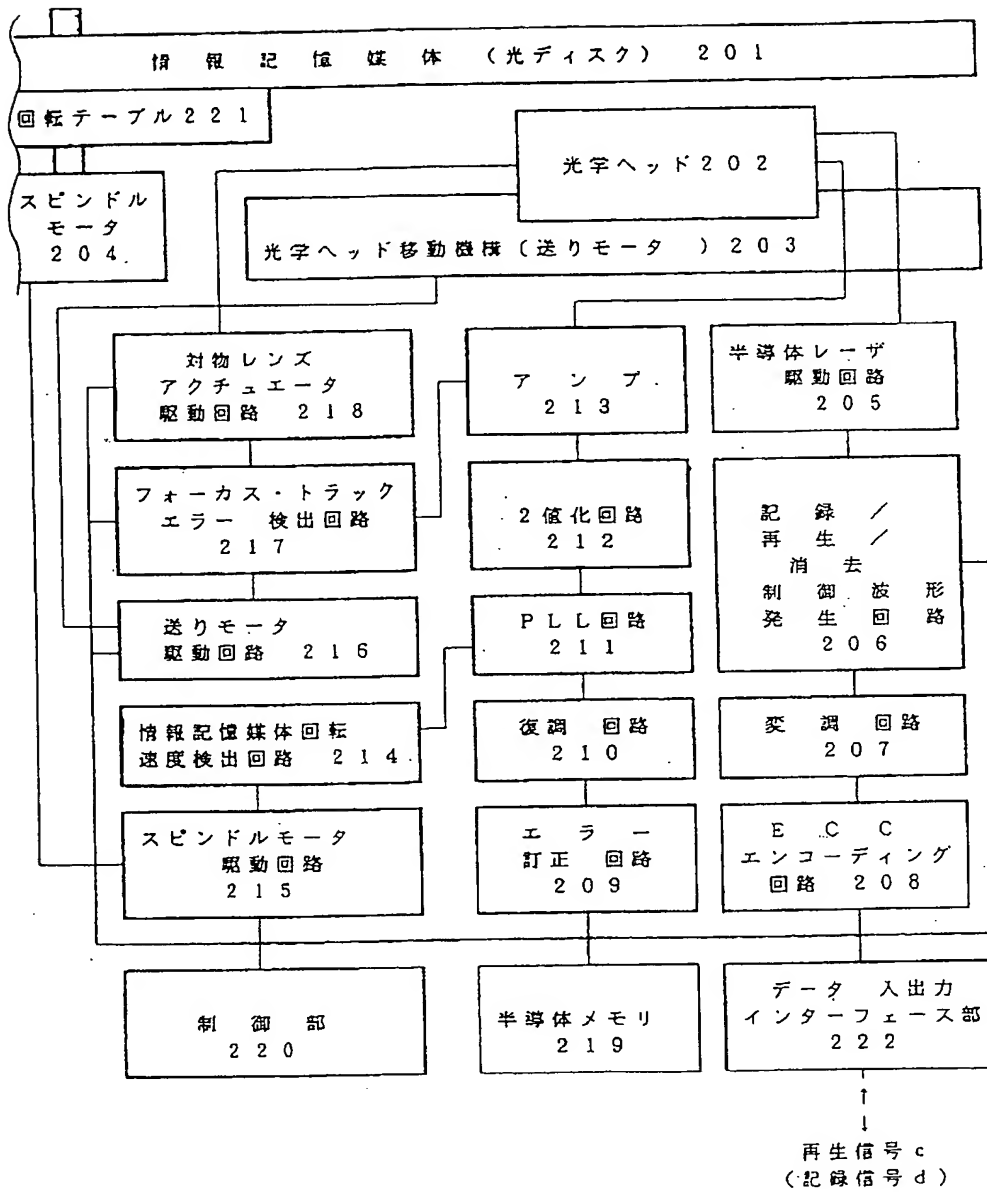 情報記憶媒体 (光ディスク) 201
回転テーブル221
光学ヘッド202
スピンドル
モータ
204
光学ヘッド移動機構(送りモータ )203
対物レンズ
アクチュエータ
駆動回路 218
アンプ
213
半導体レーザ
駆動回路
205
フォーカス・トラック
エラー 検出回路
217
2値化回路
212
記録/
再生/
消去
制御波形
発生回路
206
送りモータ
駆動回路 216
PLL回路
211
情報記憶媒体回転
速度検出回路 214
復調 回路
210
変調 回路
207
スピンドルモータ
駆動回路
215
エラー
訂正 回路
209
ECC
エンコーディング
回路 208
制御部
220
半導体メモリ
219
データ 入出力
インターフェース部
222
↑
↓
再生信号c
(記録信号d)